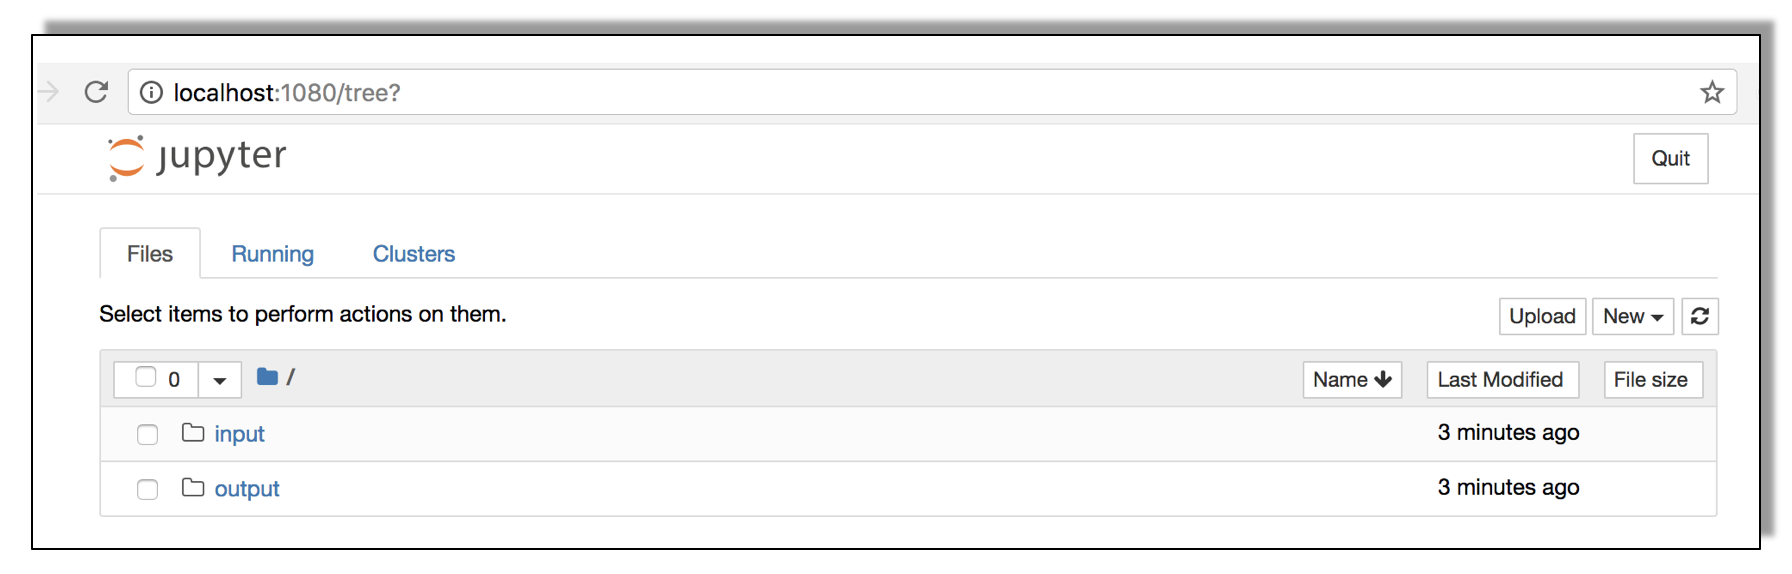 localhost:1080/tree?
jupyter
Quit
Files Running Clusters
Select items to perform actions on them.
Upload New
0 / Name Last Modified File size
input 3 minutes ago
output 3 minutes ago